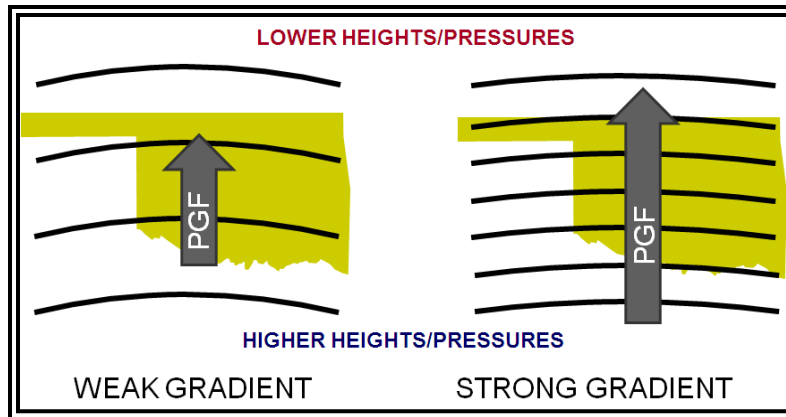 LOWER HEIGHTS/PRESSURES
PGF
PGF
HIGHER HEIGHTS/PRESSURES
WEAK GRADIENT
STRONG GRADIENT